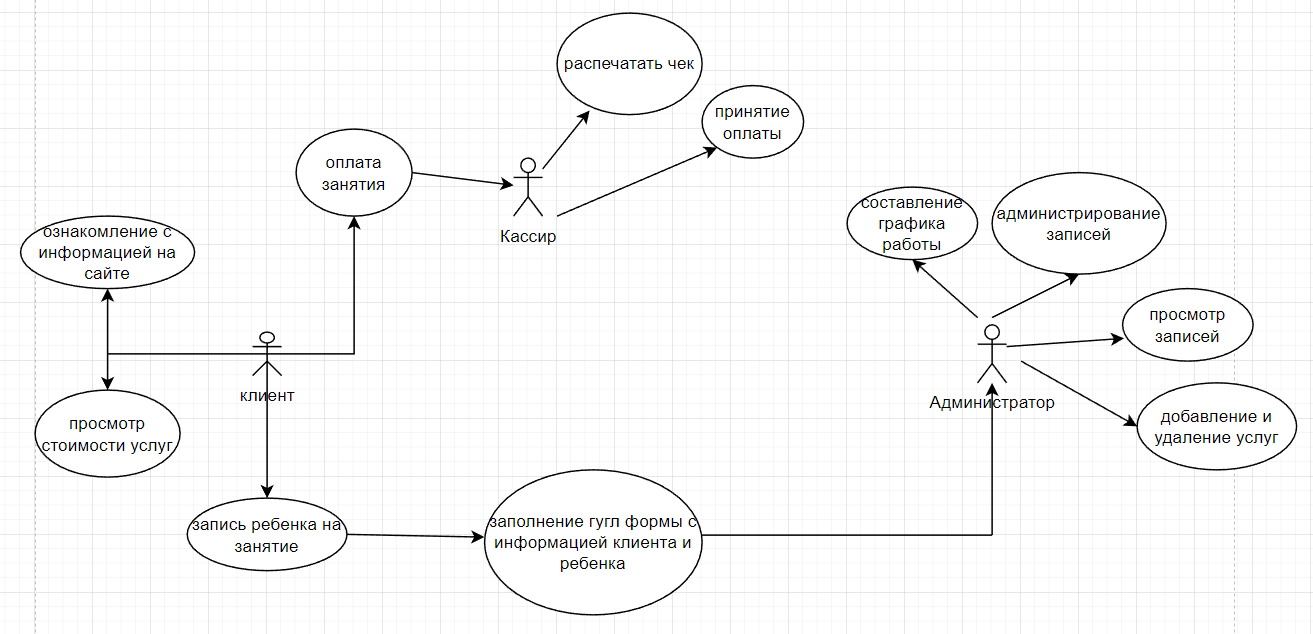 распечатать чек
принятие
оплаты
оплата
занятия
Кассир
составление
графика
работы
администрирование
записей
ознакомление с
информацией на
сайте
просмотр
записей
клиент
Администратор
просмотр
стоимости услуг
добавление и
удаление услуг
запись ребенка на
занятие
заполнение гугл формы с
информацией клиента и
ребенка